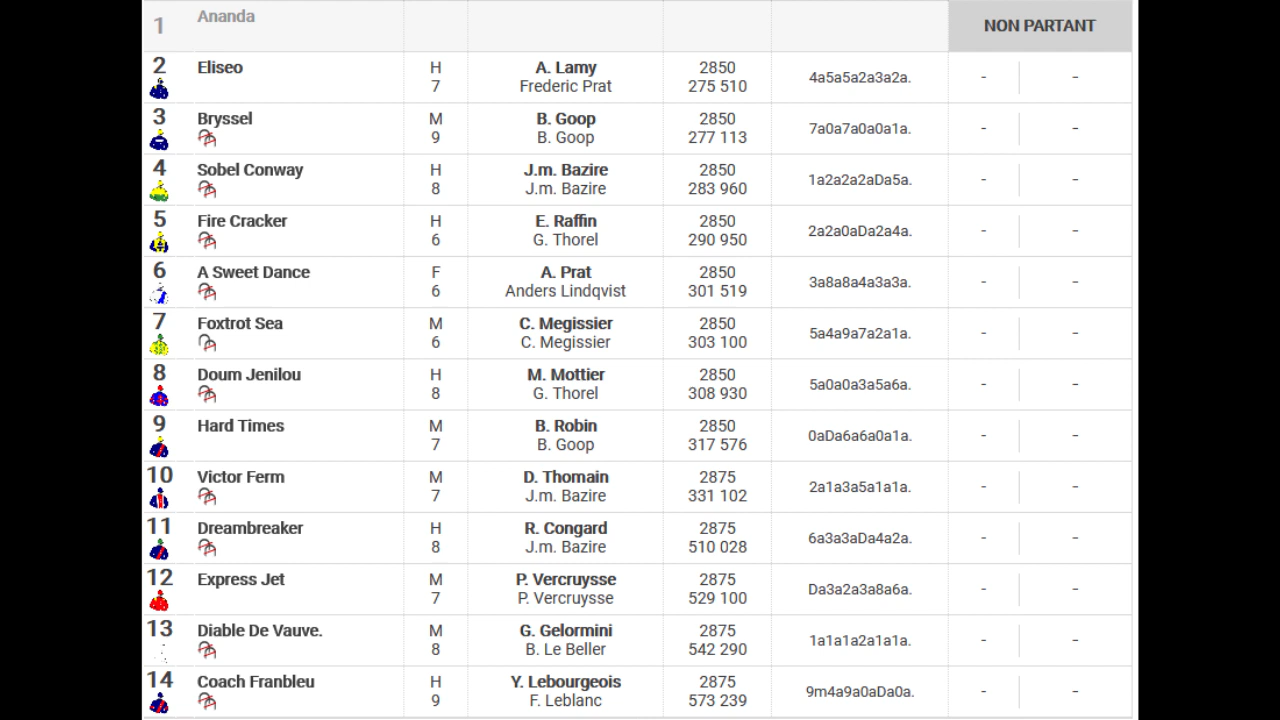 1 Ananda NON PARTANT
2 Eliseo H A. Lamy 2850 4a5a5a2a3a2a. - -
7 Frederic Prat 275 510
3 Bryssel M B. Goop 2850 7a0a7a0a0a1a. - -
9 B. Goop 277 113
4 Sobel Conway H J.m. Bazire 2850 1a2a2a2aDa5a. - -
8 J.m. Bazire 283 960
5 Fire Cracker H E. Raffin 2850 2a2a0aDa2a4a. - -
6 G. Thorel 290 950
6 A Sweet Dance F A. Prat 2850 3a8a8a4a3a3a. - -
6 Anders Lindqvist 301 519
7 Foxtrot Sea M C. Megissier 2850 5a4a9a7a2a1a. - -
6 C. Megissier 303 100
8 Doum Jenilou H M. Mottier 2850 5a0a0a3a5a6a. - -
8 G. Thorel 308 930
9 Hard Times M B. Robin 2850 0aDa6a6a0a1a. - -
7 B. Goop 317 576
10 Victor Ferm M D. Thomain 2875 2a1a3a5a1a1a. - -
7 J.m. Bazire 331 102
11 Dreambreaker H R. Congard 2875 6a3a3aDa4a2a. - -
8 J.m. Bazire 510 028
12 Express Jet M P. Vercruysse 2875 Da3a2a3a8a6a. - -
7 P. Vercruysse 529 100
13 Diable De Vauve. M G. Gelormini 2875 1a1a1a2a1a1a. - -
8 B. Le Beller 542 290
14 Coach Franbleu H Y. Lebourgeois 2875 9m4a9a0aDa0a. - -
9 F. Leblanc 573 239